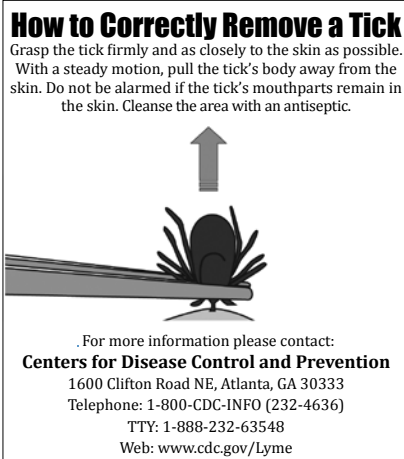 How to Correctly Remove a Tick
Grasp the tick firmly and as closely to the skin as possible.
With a steady motion, pull the tick's body away from the
skin. Do not be alarmed if the tick's mouthparts remain in
the skin. Cleanse the area with an antiseptic.
. For more information please contact:
Centers for Disease Control and Prevention
1600 Clifton Road NE, Atlanta, GA 30333
Telephone: 1-800-CDC-INFO (232-4636)
TTY: 1-888-232-63548
Web: www.cdc.gov/Lyme